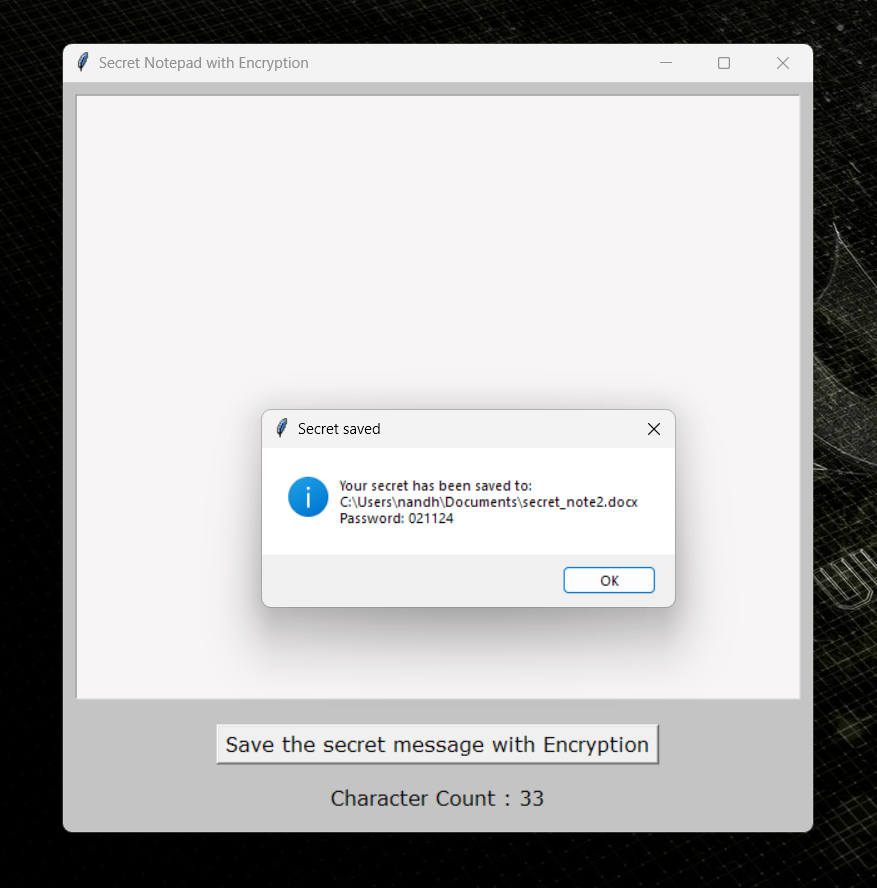 Secret Notepad with Encryption
Secret saved
Your secret has been saved to:
C:\Users\nandh\Documents\secret_note2.docx
Password: 021124
OK
Save the secret message with Encryption
Character Count : 33